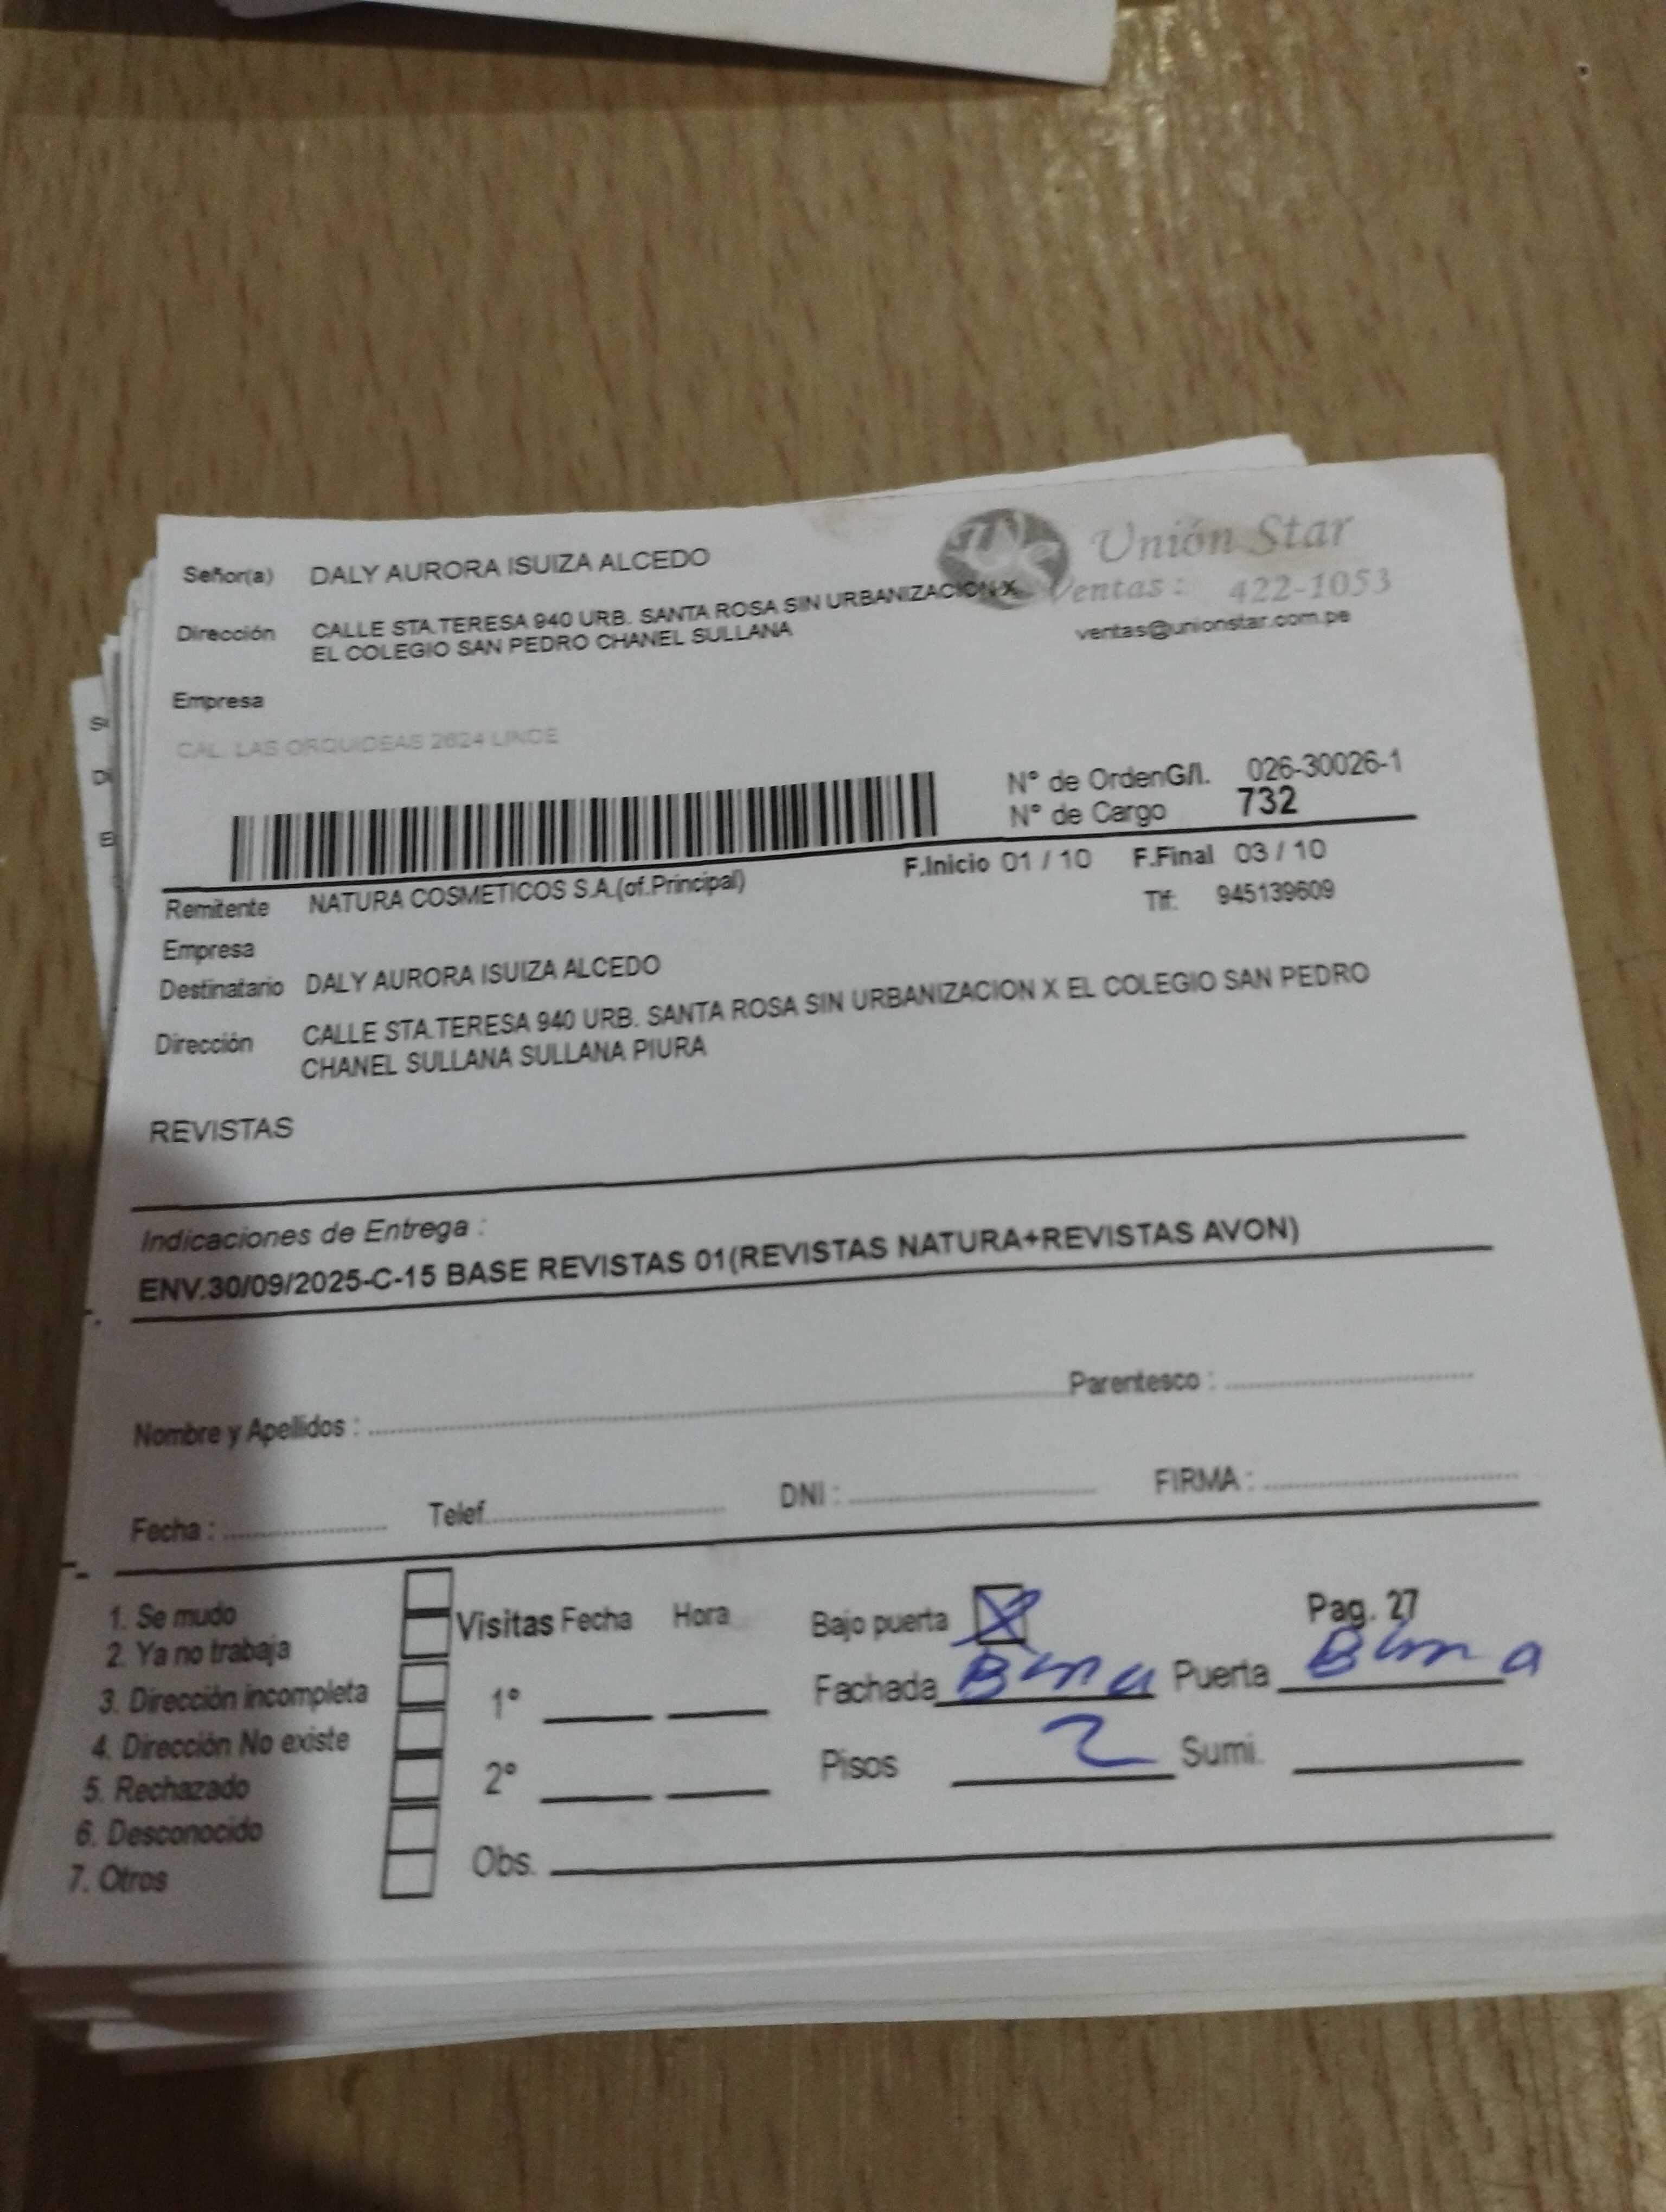 Unión Star
Señor(a) DALY AURORA ISUIZA ALCEDO
Ventas : 422-1053
Dirección CALLE STA.TERESA 940 URB. SANTA ROSA SIN URBANIZACION X
EL COLEGIO SAN PEDRO CHANEL SULLANA
ventas@unionstar.com.pe
Empresa
CAL. LAS ORQUIDEAS 2624 LINCE
N° de OrdenG/I. 026-30026-1
N° de Cargo 732
F.Inicio 01 / 10 F.Final 03 / 10
Remitente NATURA COSMETICOS S.A.(of.Principal)
Tlf: 945139609
Empresa
Destinatario DALY AURORA ISUIZA ALCEDO
Dirección CALLE STA.TERESA 940 URB. SANTA ROSA SIN URBANIZACION X EL COLEGIO SAN PEDRO
CHANEL SULLANA SULLANA PIURA
REVISTAS
Indicaciones de Entrega :
ENV.30/09/2025-C-15 BASE REVISTAS 01(REVISTAS NATURA+REVISTAS AVON)
Nombre y Apellidos : Parentesco :
Fecha : Telef. DNI : FIRMA :
1. Se mudo
2. Ya no trabaja
3. Dirección incompleta
4. Dirección No existe
5. Rechazado
6. Desconocido
7. Otros
Visitas Fecha Hora
1°
2°
Obs.
Bajo puerta X Pag. 27
Fachada Puerta
Pisos 2 Sumi.